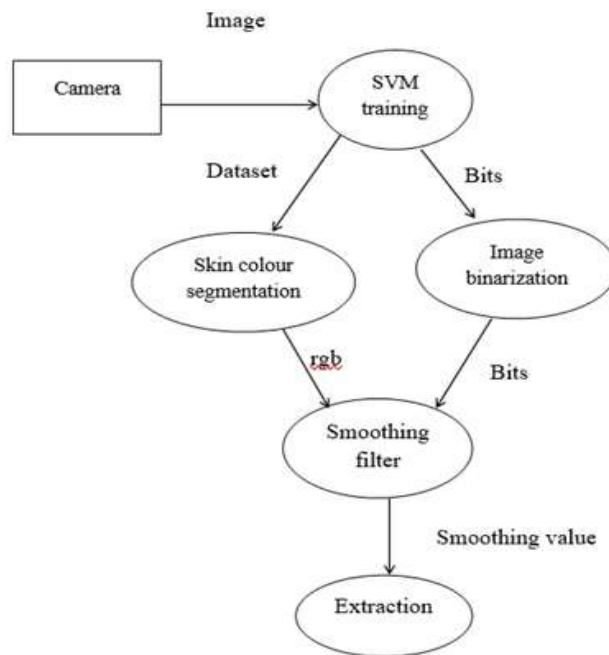 Image
Camera
SVM
training
Dataset
Bits
Skin colour
segmentation
Image
binarization
rgb
Bits
Smoothing
filter
Smoothing value
Extraction